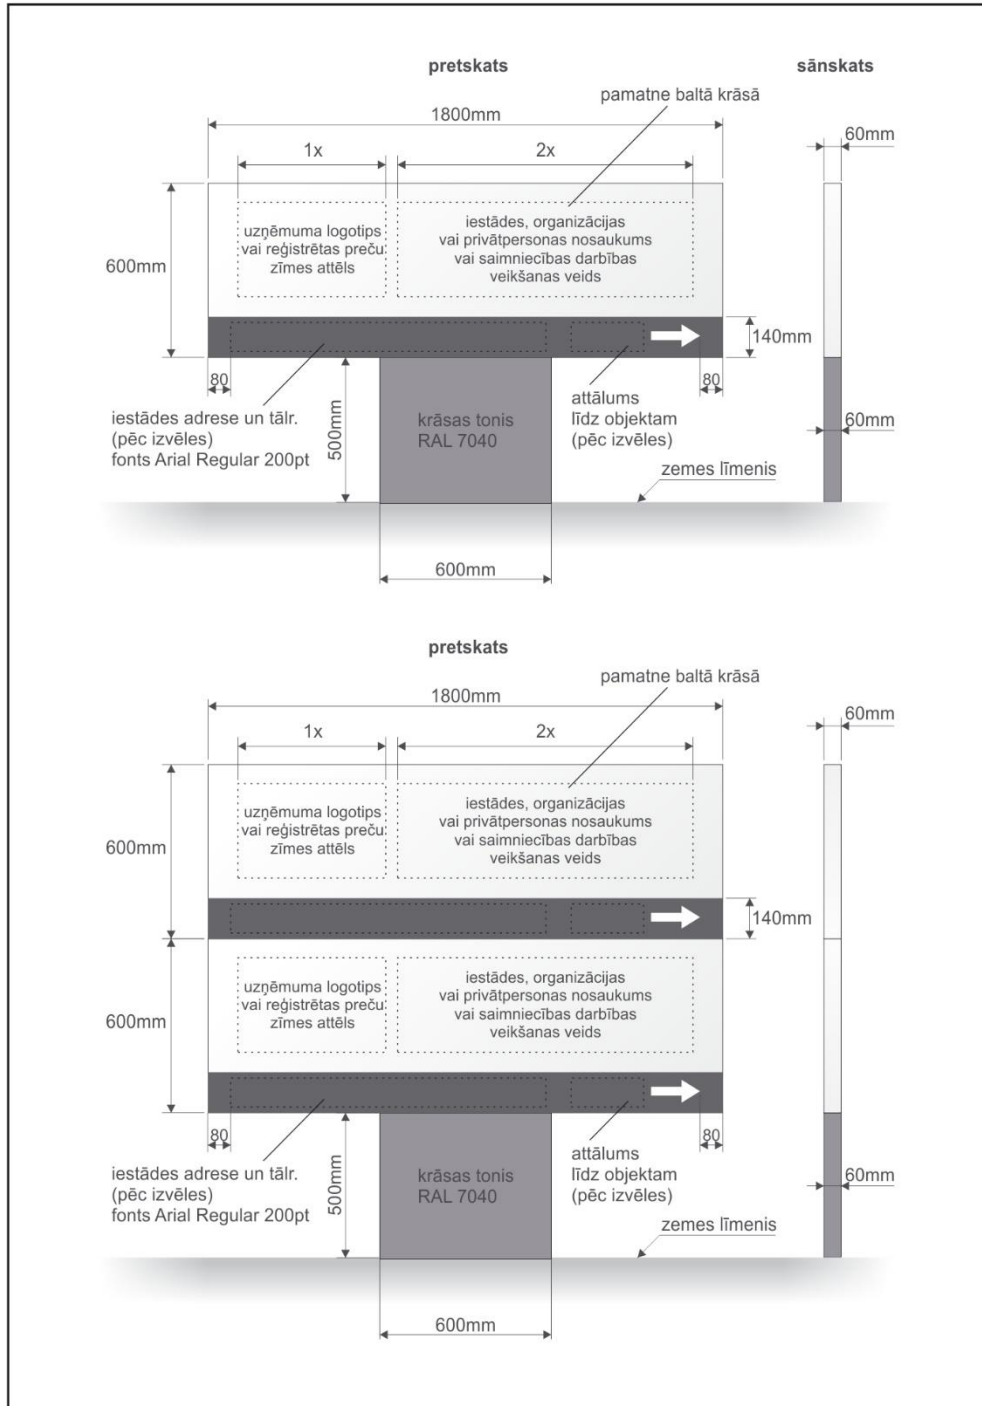 pretskats
sānskats
pamatne baltā krāsā
1800mm
60mm
1x
2x
600mm
uzņēmuma logotips
vai reģistrētas preču
zīmes attēls
iestādes, organizācijas
vai privātpersonas nosaukums
vai saimniecības darbības
veikšanas veids
140mm
80
80
iestādes adrese un tālr.
(pēc izvēles)
fonts Arial Regular 200pt
500mm
krāsas tonis
RAL 7040
attālums
līdz objektam
(pēc izvēles)
60mm
zemes līmenis
600mm
pretskats
pamatne baltā krāsā
1800mm
60mm
1x
2x
600mm
uzņēmuma logotips
vai reģistrētas preču
zīmes attēls
iestādes, organizācijas
vai privātpersonas nosaukums
vai saimniecības darbības
veikšanas veids
140mm
600mm
uzņēmuma logotips
vai reģistrētas preču
zīmes attēls
iestādes, organizācijas
vai privātpersonas nosaukums
vai saimniecības darbības
veikšanas veids
80
80
iestādes adrese un tālr.
(pēc izvēles)
fonts Arial Regular 200pt
500mm
krāsas tonis
RAL 7040
attālums
līdz objektam
(pēc izvēles)
60mm
zemes līmenis
600mm